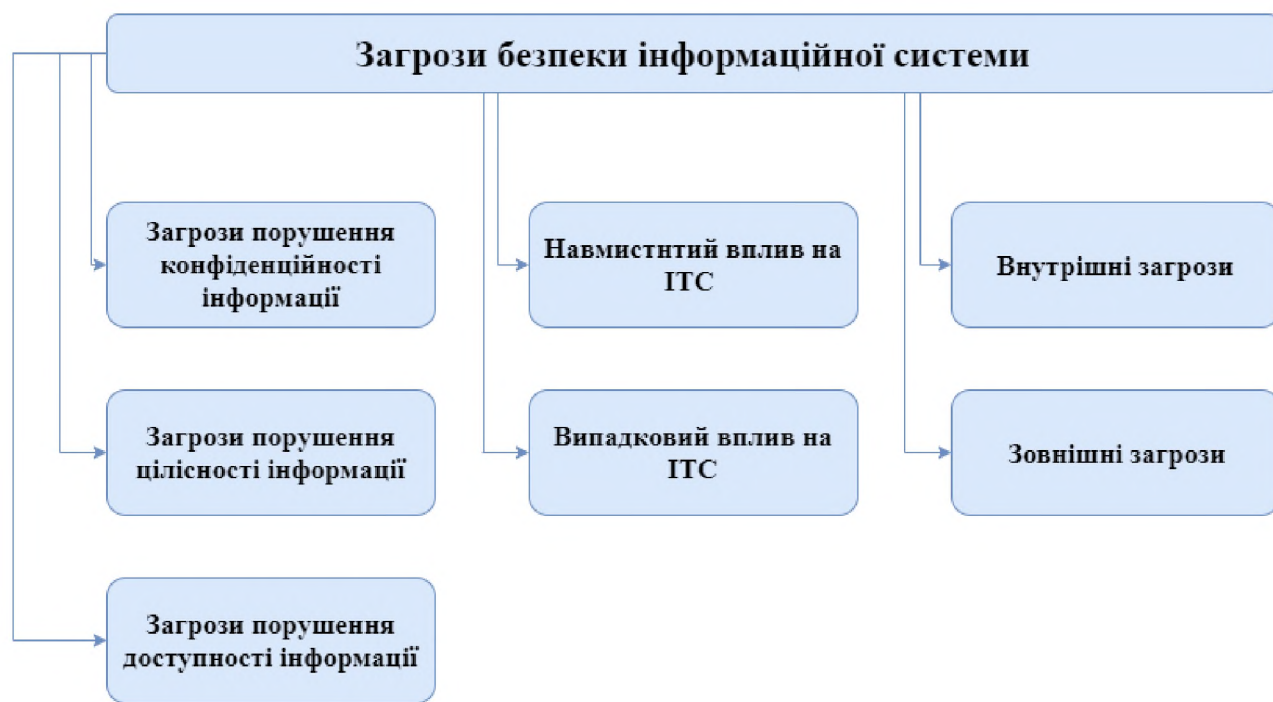 Загрози безпеки інформаційної системи
Загрози порушення
конфіденційності
інформації
Навмистнтий вплив на
ІТС
Внутрішні загрози
Загрози порушення
цілісності інформації
Випадковий вплив на
ІТС
Зовнішні загрози
Загрози порушення
доступності інформації